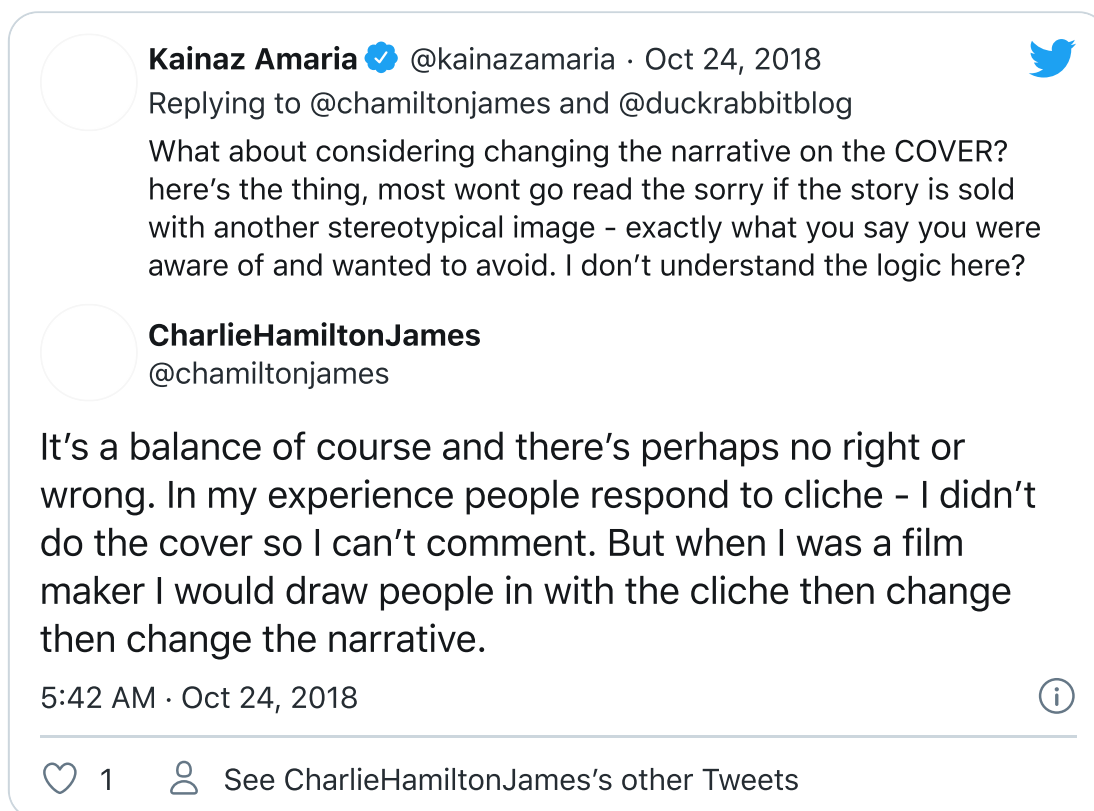 Kainaz Amaria @kainazamaria · Oct 24, 2018
Replying to @chamiltonjames and @duckrabbitblog
What about considering changing the narrative on the COVER?
here’s the thing, most wont go read the sorry if the story is sold
with another stereotypical image - exactly what you say you were
aware of and wanted to avoid. I don’t understand the logic here?
CharlieHamiltonJames
@chamiltonjames
It’s a balance of course and there’s perhaps no right or
wrong. In my experience people respond to cliche - I didn’t
do the cover so I can’t comment. But when I was a film
maker I would draw people in with the cliche then change
then change the narrative.
5:42 AM · Oct 24, 2018
1 See CharlieHamiltonJames’s other Tweets